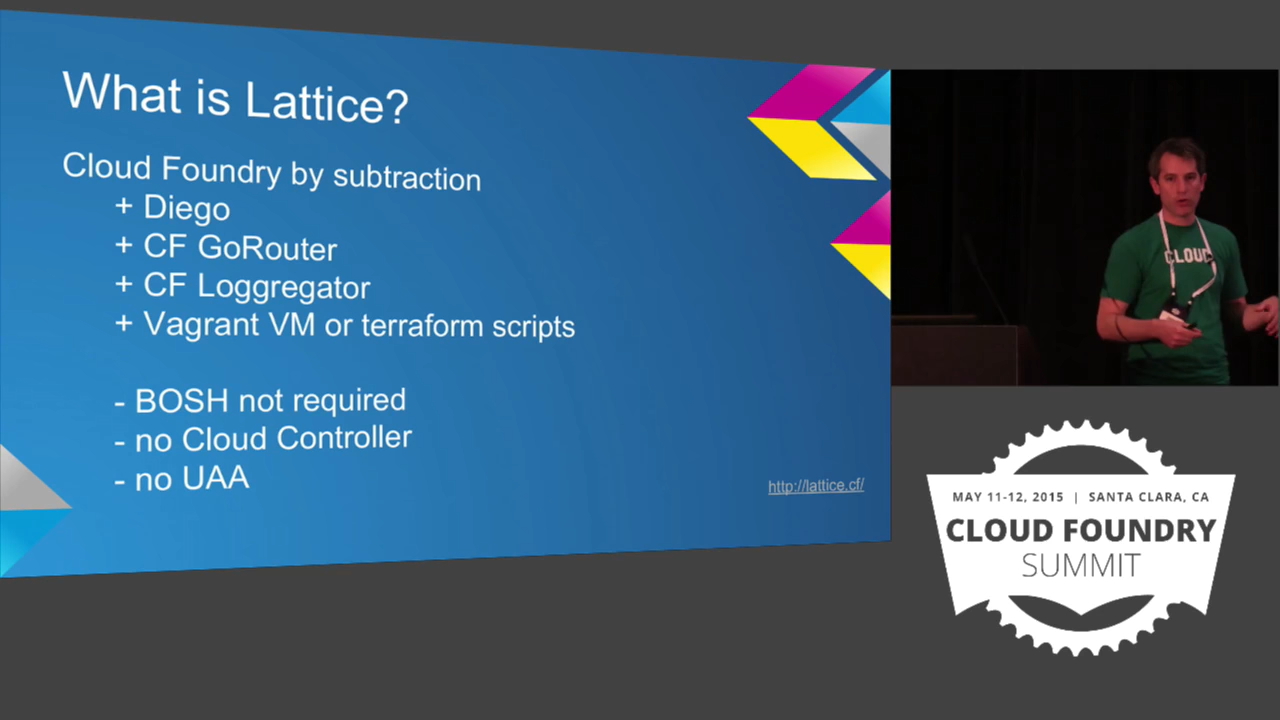 What is Lattice?
Cloud Foundry by subtraction
+ Diego
+ CF GoRouter
+ CF Loggregator
+ Vagrant VM or terraform scripts
- BOSH not required
- no Cloud Controller
- no UAA
http://lattice.cf/
CLOUD
MAY 11-12, 2015 | SANTA CLARA, CA
CLOUD FOUNDRY
SUMMIT